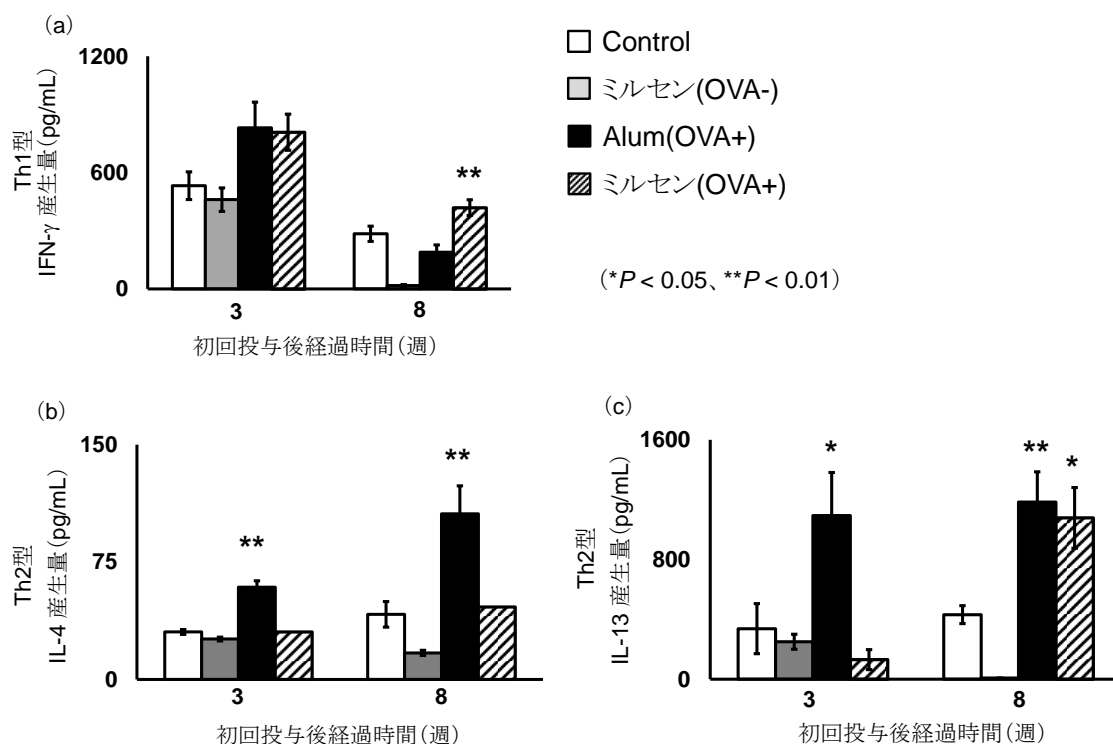 (a)
1200
600
0
Th1型
IFN-γ 産生量(pg/mL)
**
3
8
初回投与後経過時間(週)
Control
ミルセン(OVA-)
Alum(OVA+)
ミルセン(OVA+)
(*P < 0.05、**P < 0.01)
(b)
150
75
0
Th2型
IL-4 産生量(pg/mL)
**
**
3
8
初回投与後経過時間(週)
(c)
1600
800
0
Th2型
IL-13 産生量(pg/mL)
*
**
*
3
8
初回投与後経過時間(週)